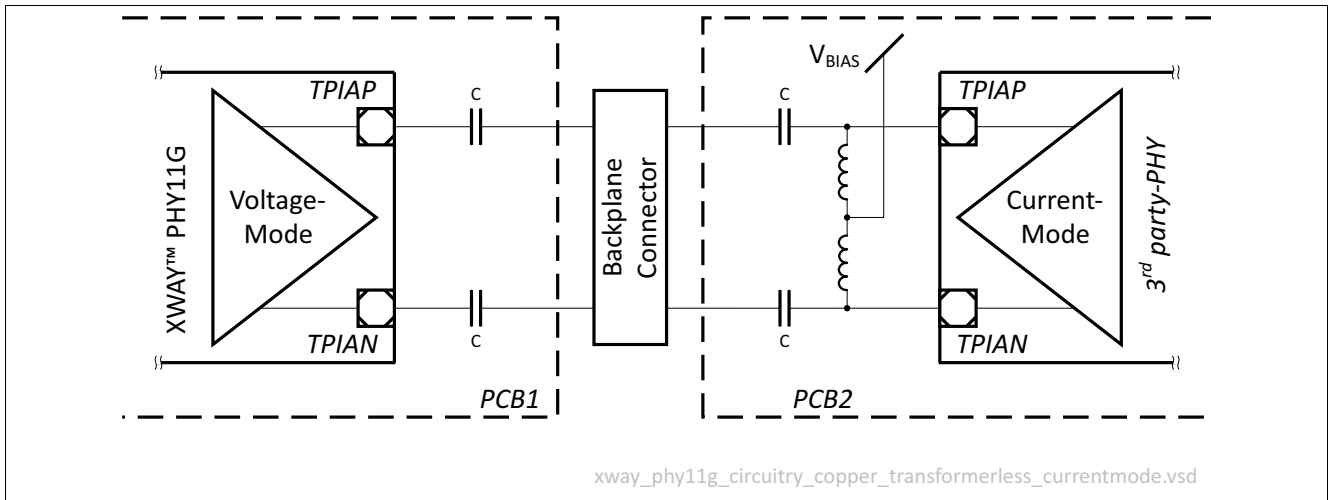 V_BIAS
TPIAP
C
C
TPIAP
XWAY™ PHY11G
Voltage-
Mode
Backplane
Connector
Current-
Mode
3rd party-PHY
TPIAN
C
C
TPIAN
PCB1
PCB2
xway_phy11g_circuitry_copper_transformerless_currentmode.vsd